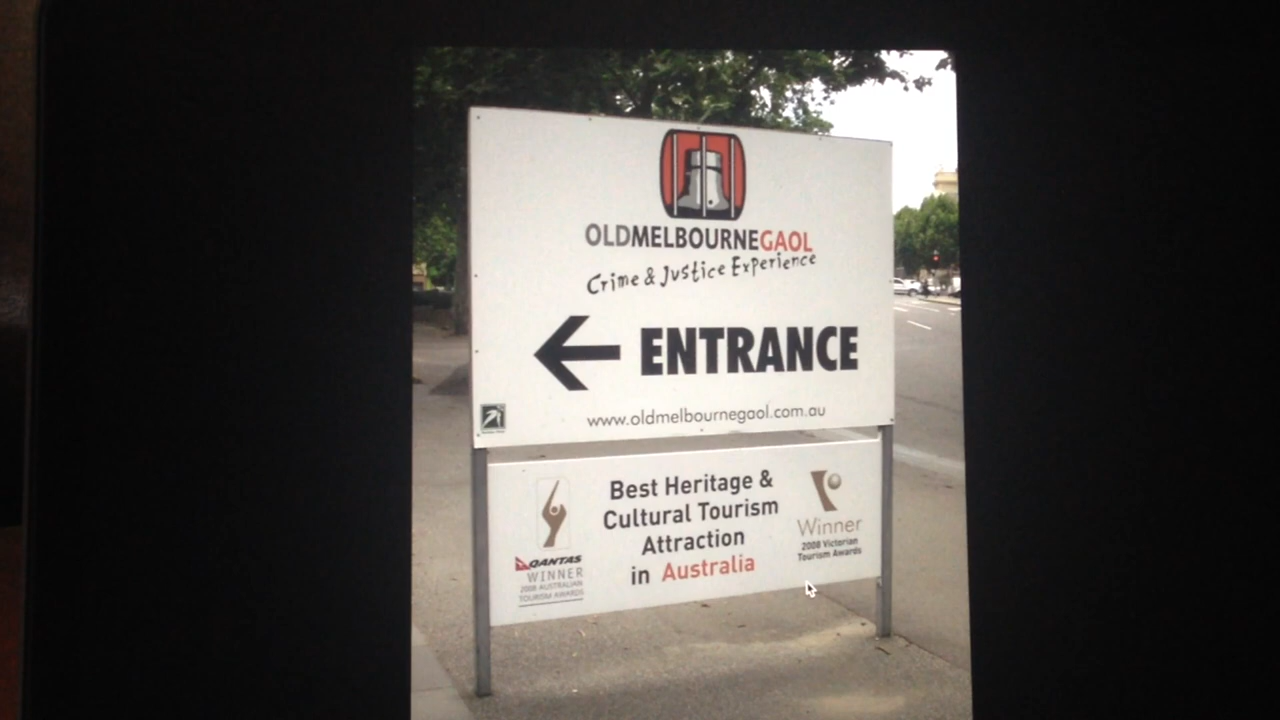 OLDMELBOURNEGAOL
Crime & Justice Experience
ENTRANCE
www.oldmelbournegaol.com.au
Best Heritage &
Cultural Tourism
Attraction
in Australia
QANTAS
WINNER
2008 AUSTRALIAN
TOURISM AWARDS
Winner
2008 Victorian
Tourism Awards